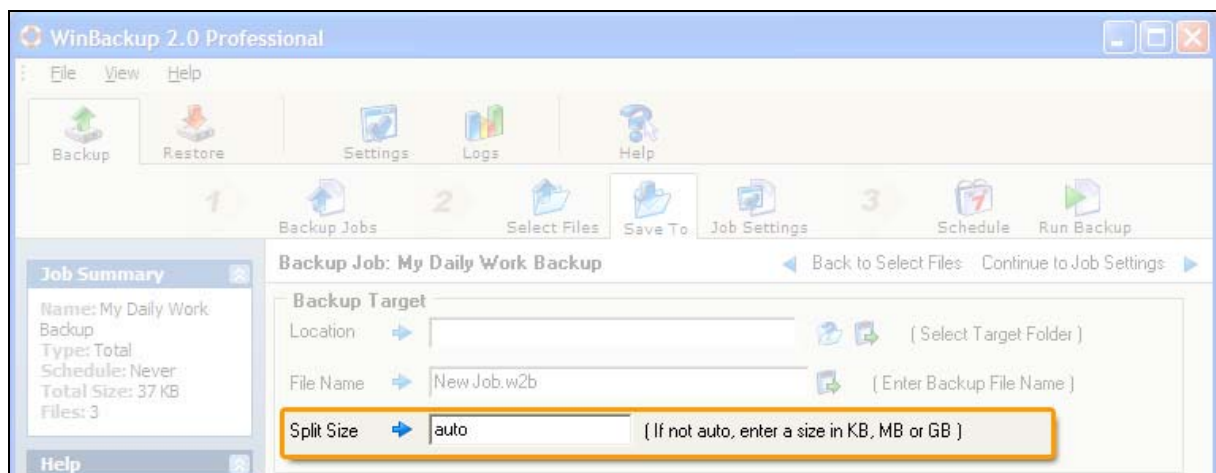 WinBackup 2.0 Professional
File View Help
Backup Restore Settings Logs Help
1 Backup Jobs 2 Select Files Save To Job Settings 3 Schedule Run Backup
Job Summary
Name: My Daily Work
Backup
Type: Total
Schedule: Never
Total Size: 37 KB
Files: 3
Help
Backup Job: My Daily Work Backup Back to Select Files Continue to Job Settings
Backup Target
Location ( Select Target Folder )
File Name New Job.w2b ( Enter Backup File Name )
Split Size auto ( If not auto, enter a size in KB, MB or GB )